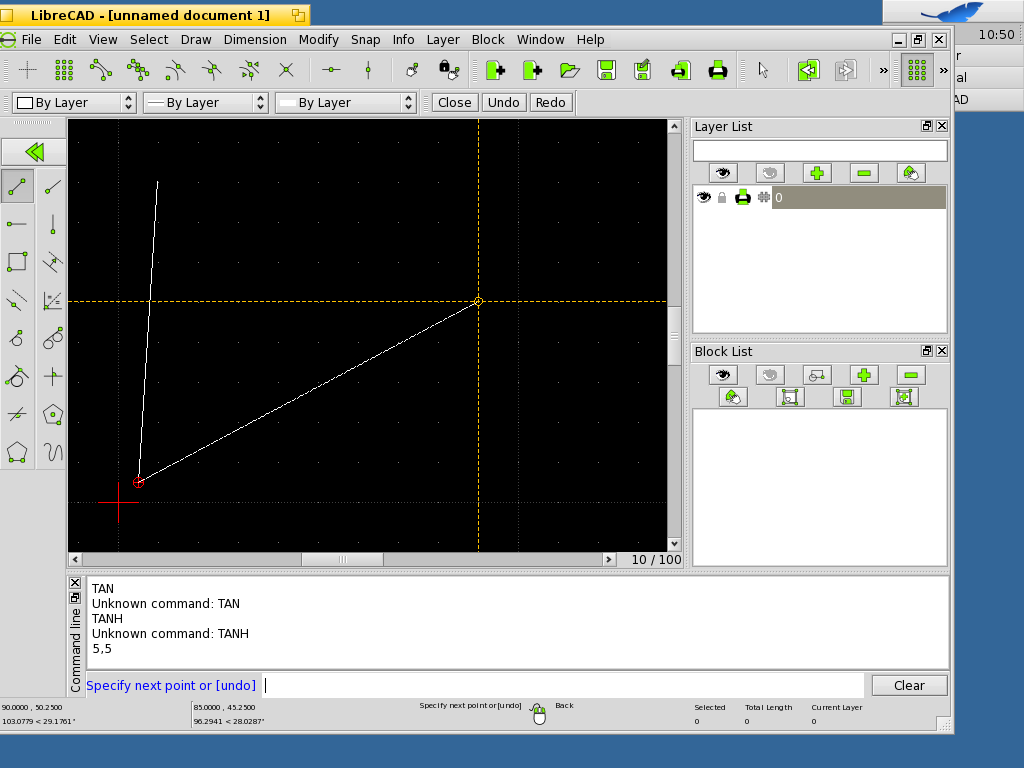 LibreCAD - [unnamed document 1]
10:50
File Edit View Select Draw Dimension Modify Snap Info Layer Block Window Help
r
al
AD
» »
By Layer By Layer By Layer Close Undo Redo
Layer List
0
Block List
10 / 100
Command line
TAN
Unknown command: TAN
TANH
Unknown command: TANH
5,5
Specify next point or [undo]
Clear
90.0000 , 50.2500
103.0779 < 29.1761°
85.0000 , 45.2500
96.2941 < 28.0287°
Specify next point or [undo] Back
Selected Total Length Current Layer
0 0 0